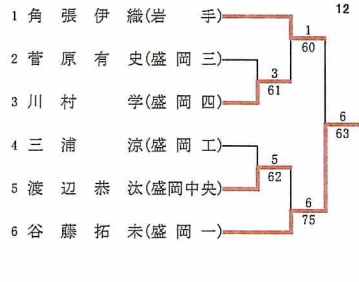 12
1 角張伊織(岩手)
1
60
2 菅原有史(盛岡三)
3
61
3 川村学(盛岡四)
6
63
4 三浦涼(盛岡工)
5
62
5 渡辺恭汰(盛岡中央)
6
75
6 谷藤拓未(盛岡一)